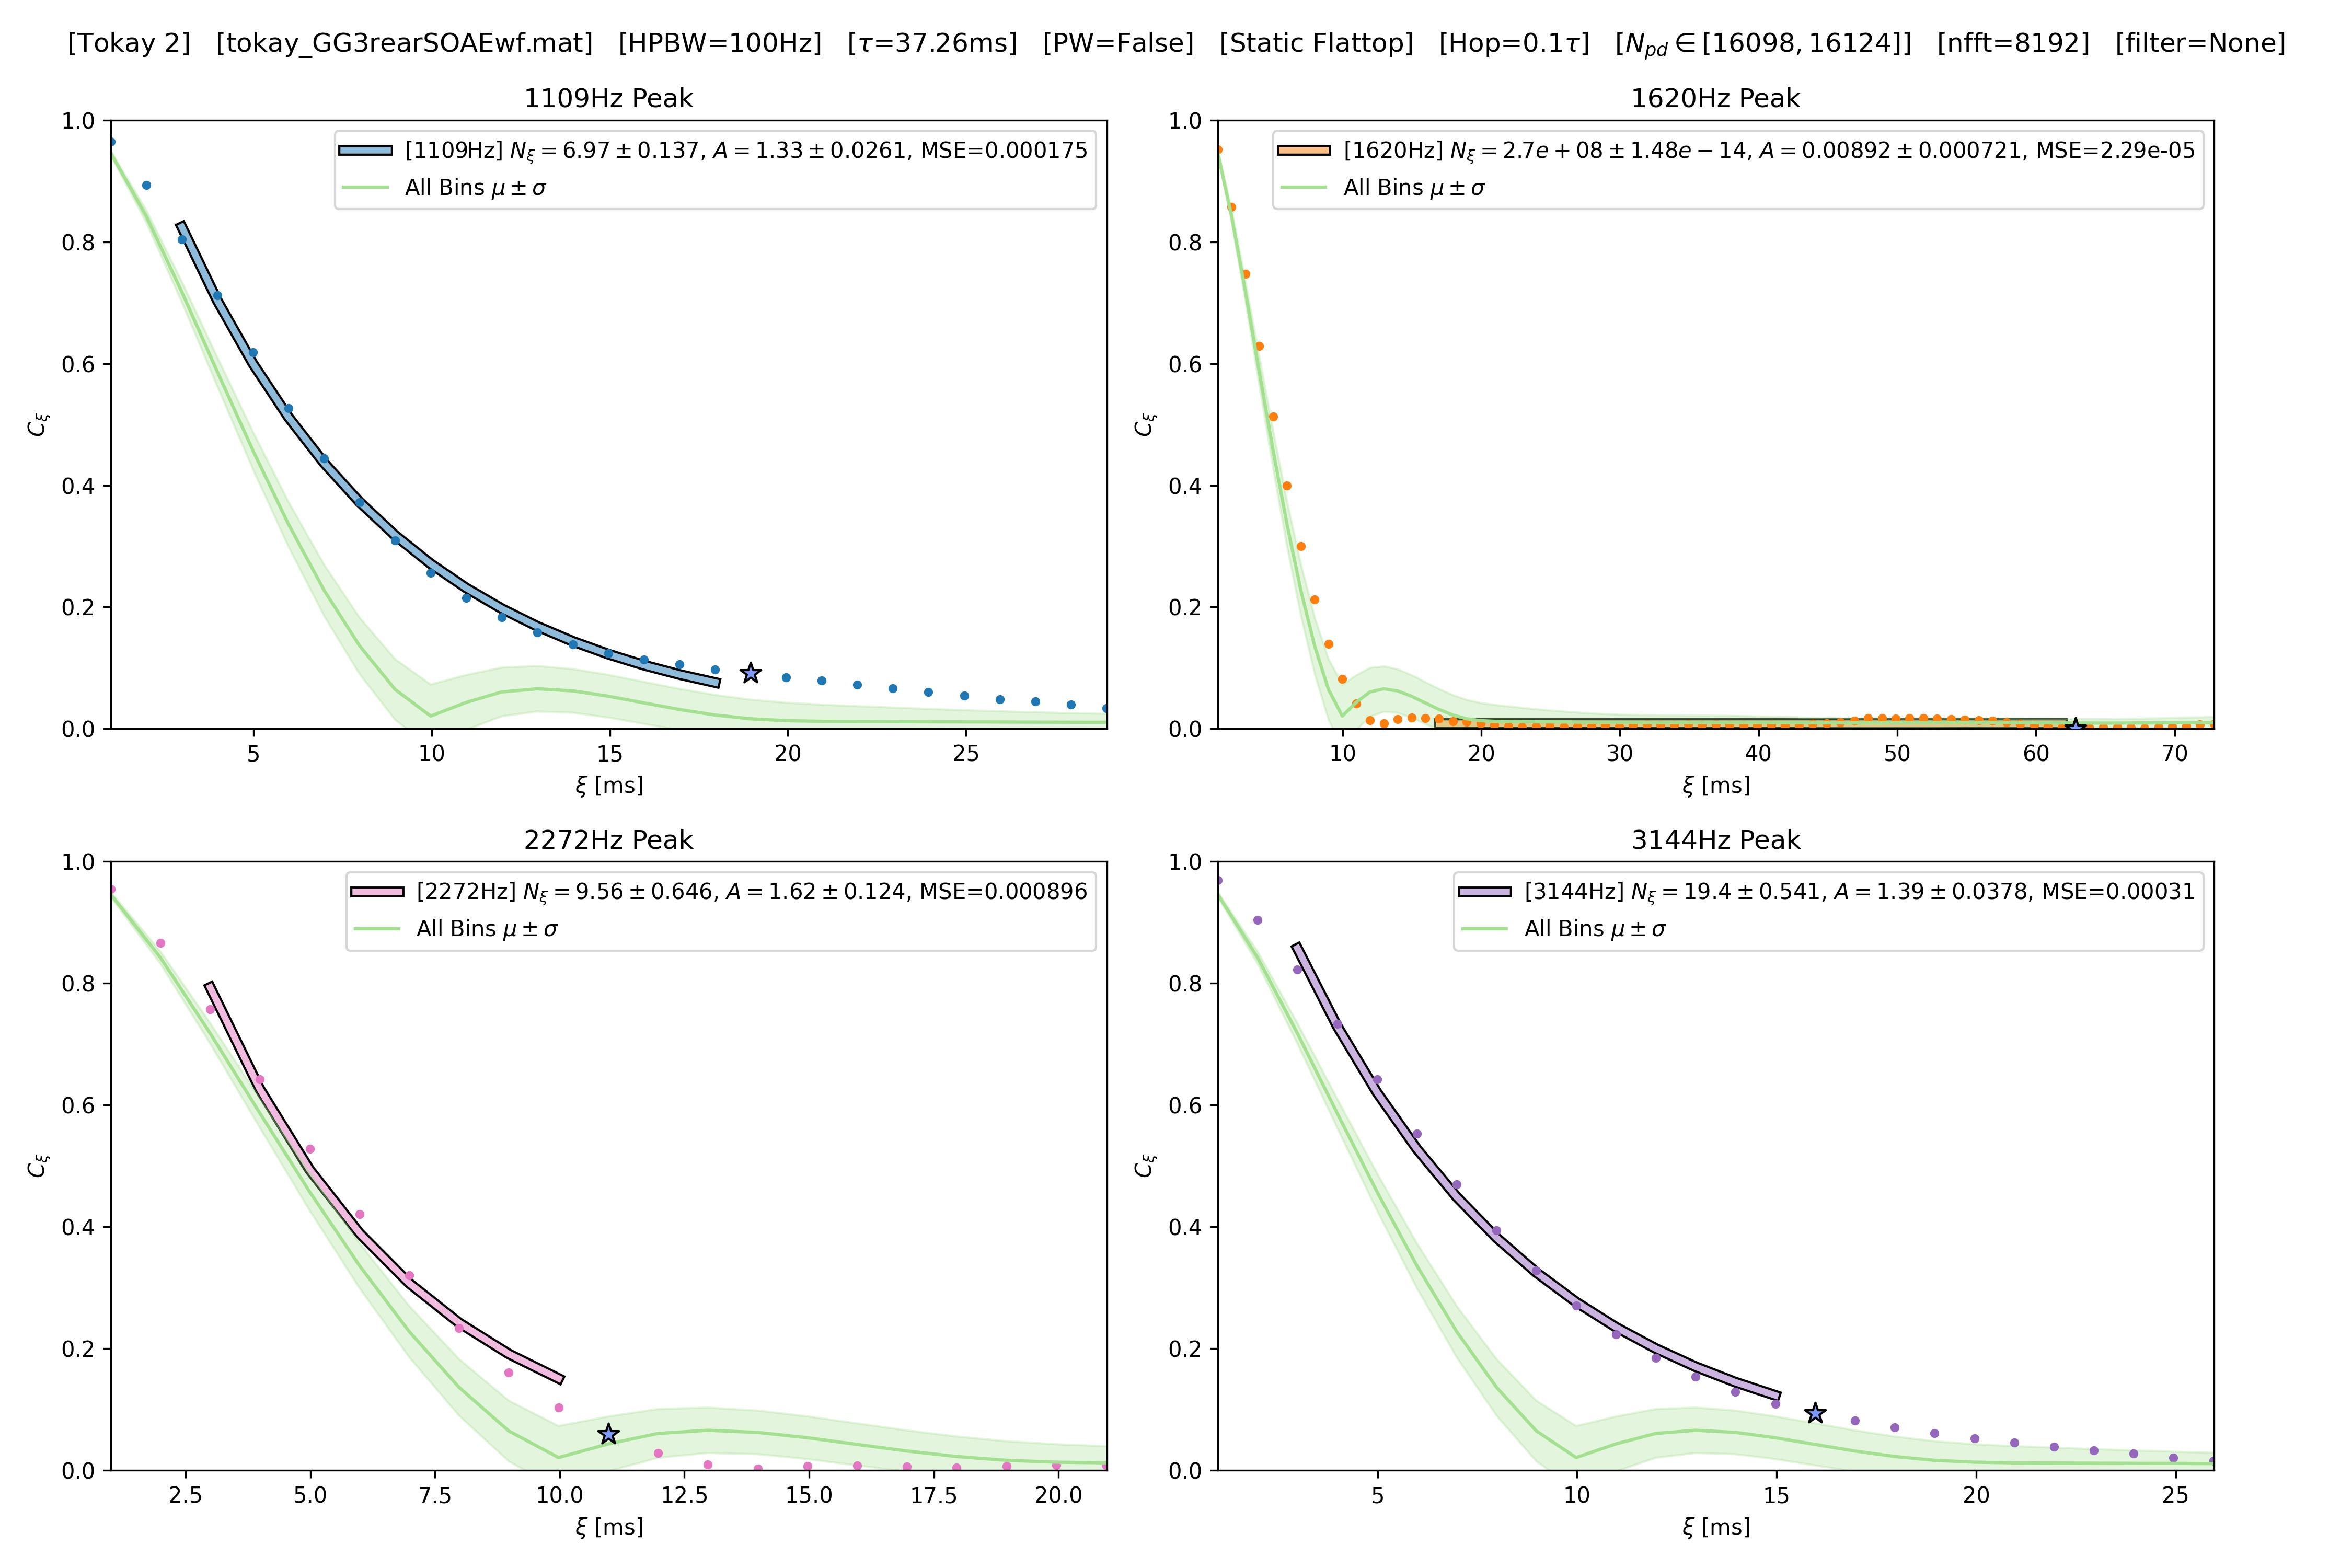 [Tokay 2] [tokay_GG3rearSOAEwf.mat] [HPBW=100Hz] [τ=37.26ms] [PW=False] [Static Flattop] [Hop=0.1τ] [N_pd ∈ [16098, 16124]] [nfft=8192] [filter=None]
1109Hz Peak
[1109Hz] N_ξ = 6.97 ± 0.137, A = 1.33 ± 0.0261, MSE=0.000175
All Bins μ ± σ
1.0
0.8
0.6
0.4
0.2
0.0
C_ξ
5 10 15 20 25
ξ [ms]
1620Hz Peak
[1620Hz] N_ξ = 2.7e + 08 ± 1.48e − 14, A = 0.00892 ± 0.000721, MSE=2.29e-05
All Bins μ ± σ
1.0
0.8
0.6
0.4
0.2
0.0
C_ξ
10 20 30 40 50 60 70
ξ [ms]
2272Hz Peak
[2272Hz] N_ξ = 9.56 ± 0.646, A = 1.62 ± 0.124, MSE=0.000896
All Bins μ ± σ
1.0
0.8
0.6
0.4
0.2
0.0
C_ξ
2.5 5.0 7.5 10.0 12.5 15.0 17.5 20.0
ξ [ms]
3144Hz Peak
[3144Hz] N_ξ = 19.4 ± 0.541, A = 1.39 ± 0.0378, MSE=0.00031
All Bins μ ± σ
1.0
0.8
0.6
0.4
0.2
0.0
C_ξ
5 10 15 20 25
ξ [ms]